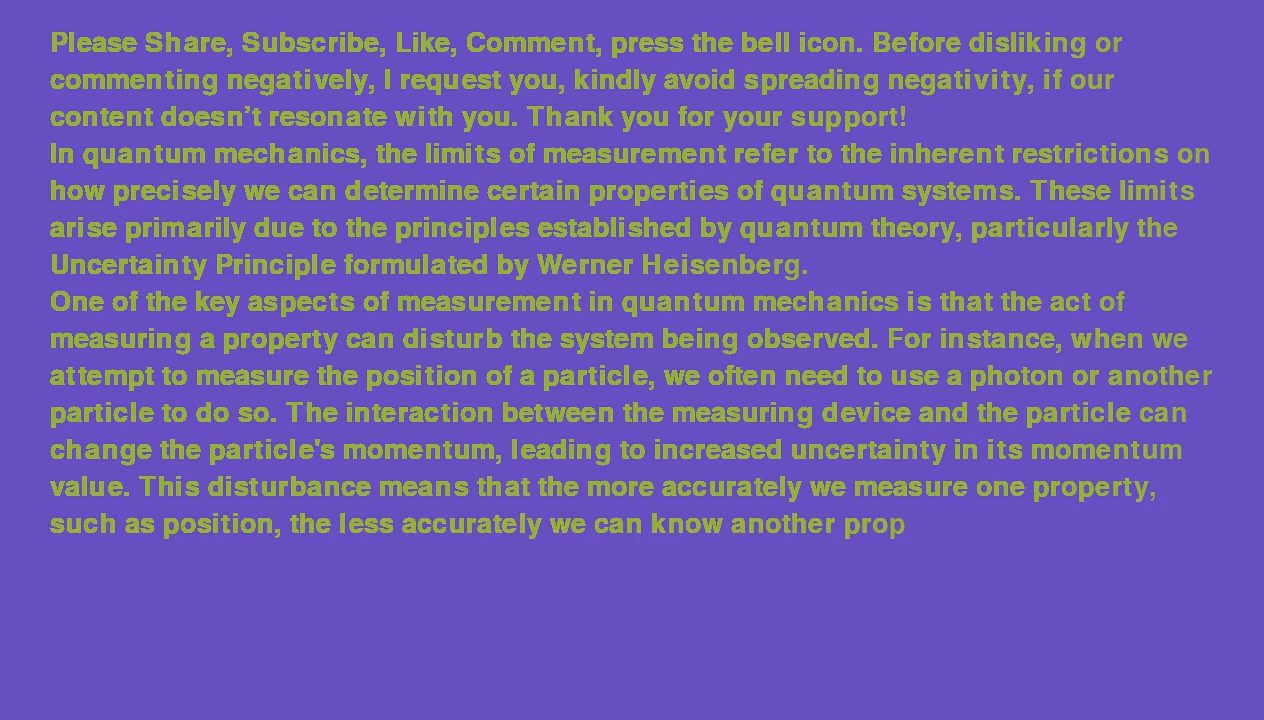 Please Share, Subscribe, Like, Comment, press the bell icon. Before disliking or
commenting negatively, I request you, kindly avoid spreading negativity, if our
content doesn’t resonate with you. Thank you for your support!
In quantum mechanics, the limits of measurement refer to the inherent restrictions on
how precisely we can determine certain properties of quantum systems. These limits
arise primarily due to the principles established by quantum theory, particularly the
Uncertainty Principle formulated by Werner Heisenberg.
One of the key aspects of measurement in quantum mechanics is that the act of
measuring a property can disturb the system being observed. For instance, when we
attempt to measure the position of a particle, we often need to use a photon or another
particle to do so. The interaction between the measuring device and the particle can
change the particle's momentum, leading to increased uncertainty in its momentum
value. This disturbance means that the more accurately we measure one property,
such as position, the less accurately we can know another prop